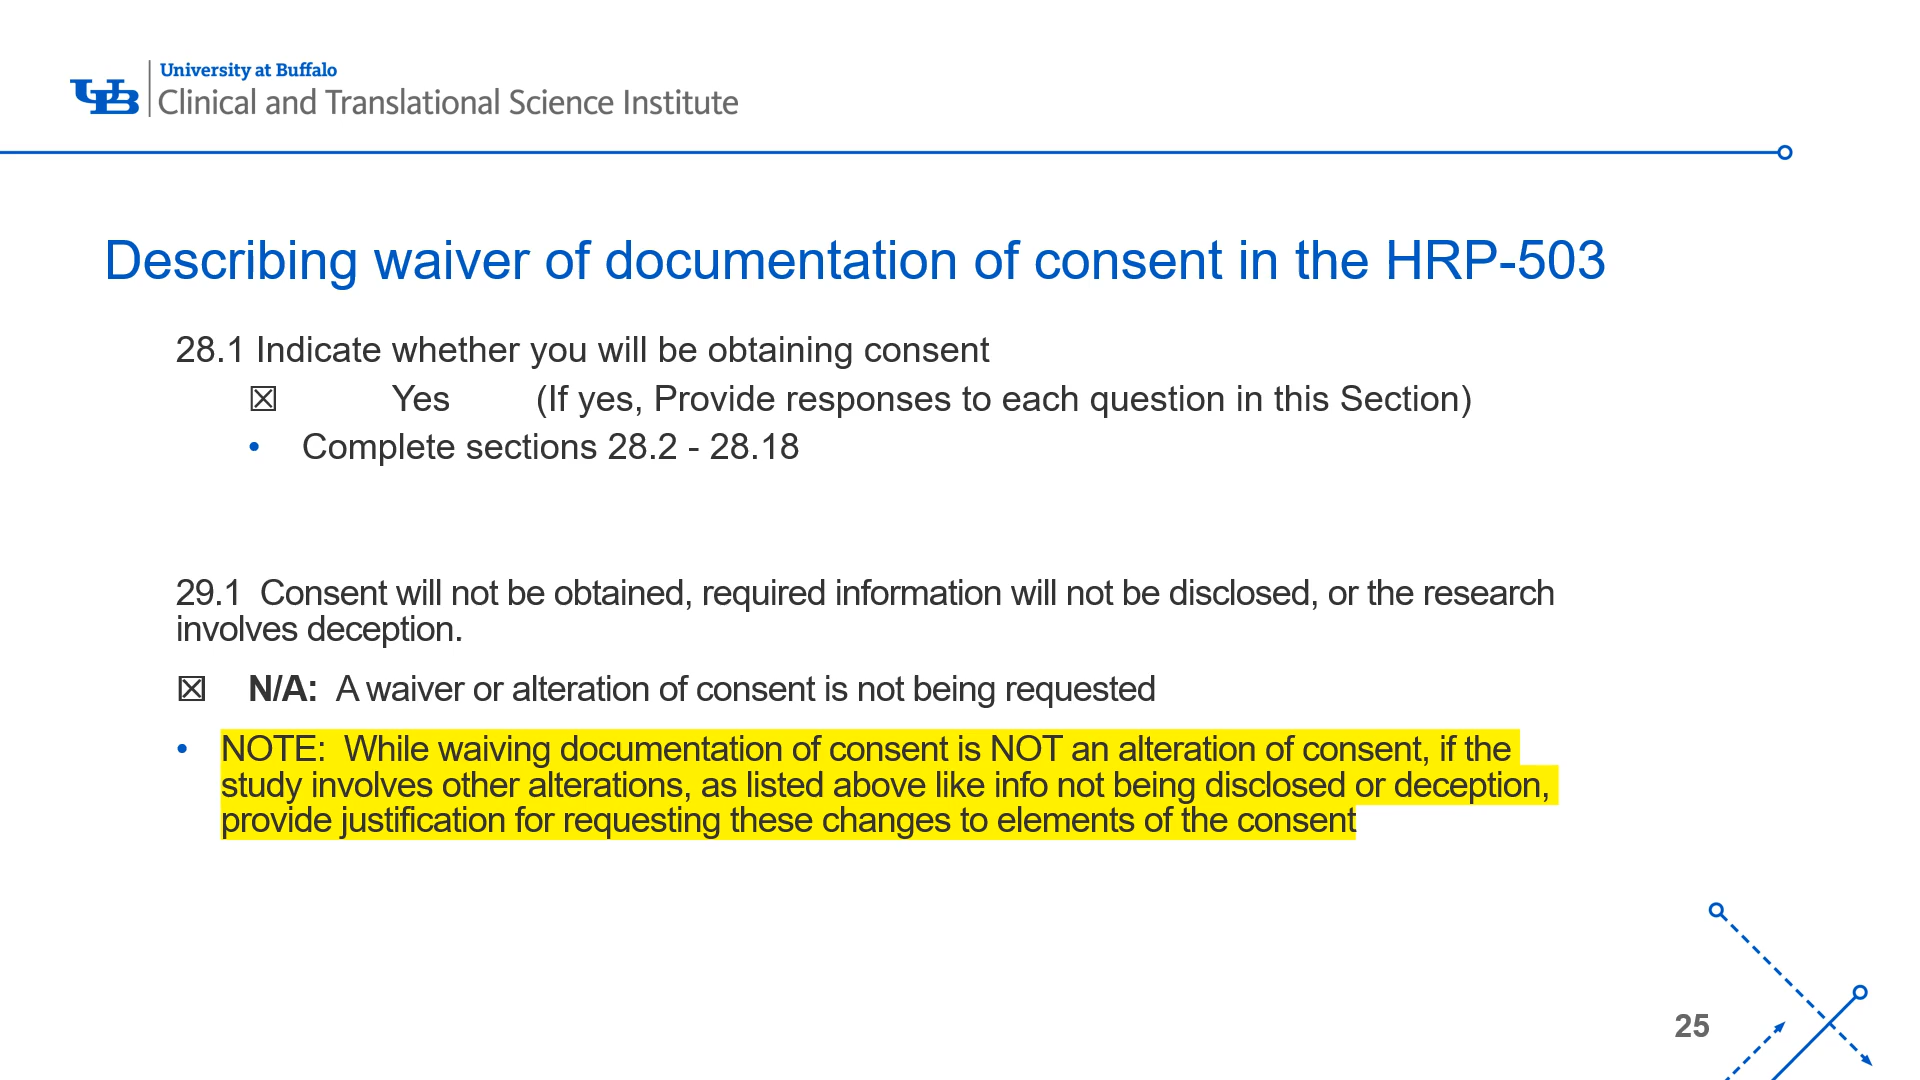 University at Buffalo
UB
Clinical and Translational Science Institute
Describing waiver of documentation of consent in the HRP-503
28.1 Indicate whether you will be obtaining consent
☒ Yes (If yes, Provide responses to each question in this Section)
• Complete sections 28.2 - 28.18
29.1 Consent will not be obtained, required information will not be disclosed, or the research
involves deception.
☒ N/A: A waiver or alteration of consent is not being requested
• NOTE: While waiving documentation of consent is NOT an alteration of consent, if the
study involves other alterations, as listed above like info not being disclosed or deception,
provide justification for requesting these changes to elements of the consent
25